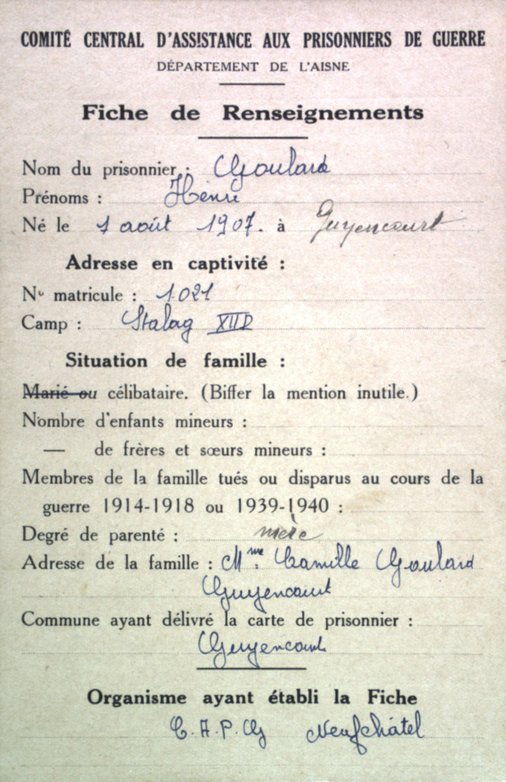 COMITÉ CENTRAL D'ASSISTANCE AUX PRISONNIERS DE GUERRE
DÉPARTEMENT DE L'AISNE
Fiche de Renseignements
Nom du prisonnier : Goulard
Prénoms : Henri
Né le 1 août 1907. à Guyencourt
Adresse en captivité :
No matricule : 1.021
Camp : Stalag XIID
Situation de famille :
Marié ou célibataire. (Biffer la mention inutile.)
Nombre d'enfants mineurs :
— de frères et sœurs mineurs :
Membres de la famille tués ou disparus au cours de la
guerre 1914-1918 ou 1939-1940 :
Degré de parenté : mère
Adresse de la famille : Mme Camille Goulard
Guyencourt
Commune ayant délivré la carte de prisonnier :
Guyencourt
Organisme ayant établi la Fiche
C.A.P.G Neufchâtel